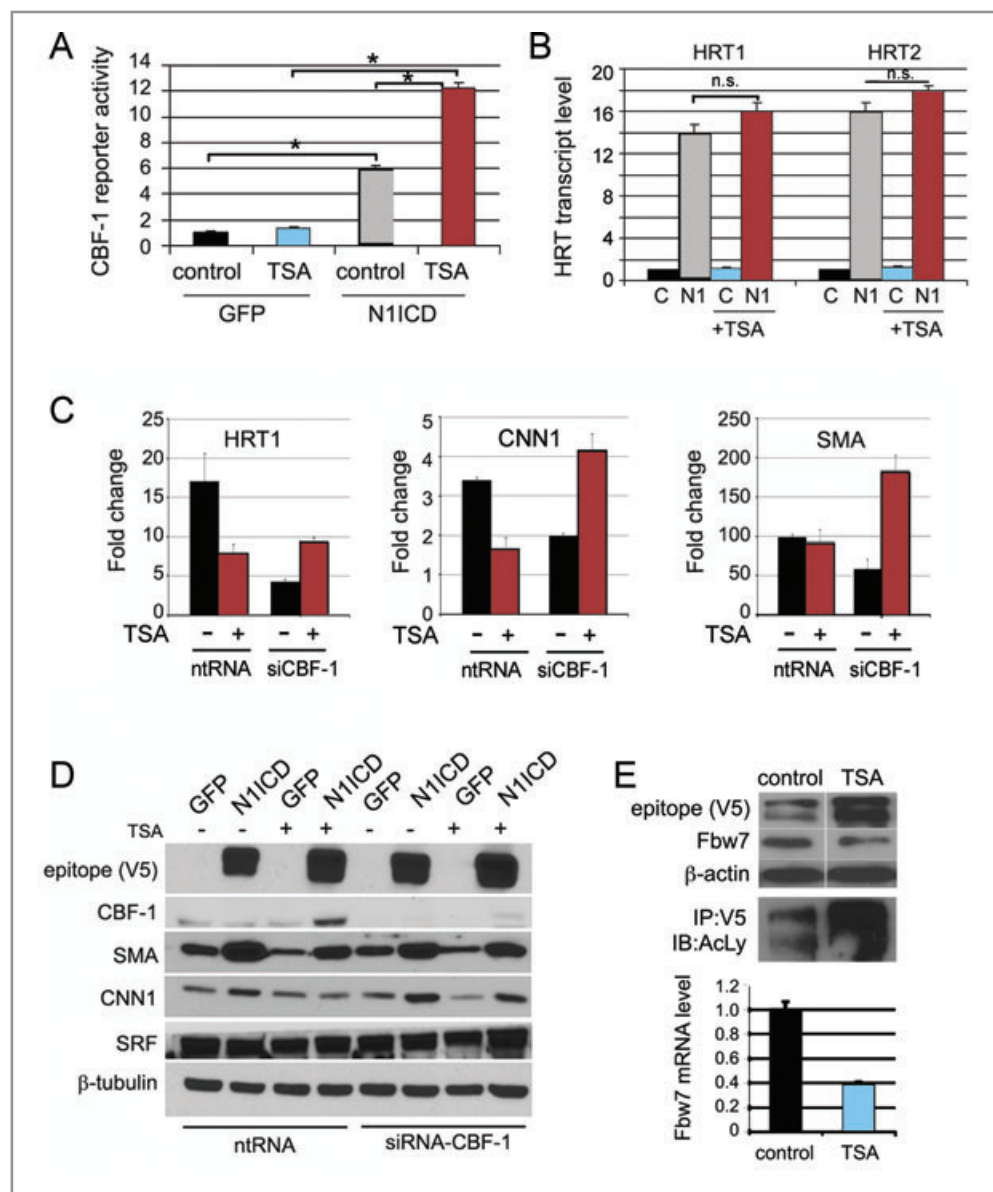 A
CBF-1 reporter activity
14
12
10
8
6
4
2
0
*
*
*
control TSA control TSA
GFP N1ICD
B
HRT1 HRT2
HRT transcript level
20
16
12
8
4
0
n.s. n.s.
C N1 C N1 C N1 C N1
+TSA +TSA
C
HRT1
Fold change
25
20
15
10
5
0
TSA - + - +
ntRNA siCBF-1
CNN1
Fold change
5
4
3
2
1
0
TSA - + - +
ntRNA siCBF-1
SMA
Fold change
200
150
100
50
0
TSA - + - +
ntRNA siCBF-1
D
GFP N1ICD GFP N1ICD GFP N1ICD GFP N1ICD
TSA - - + + - - + +
epitope (V5)
CBF-1
SMA
CNN1
SRF
β-tubulin
ntRNA siRNA-CBF-1
E
control TSA
epitope (V5)
Fbw7
β-actin
IP:V5
IB:AcLy
Fbw7 mRNA level
1.2
1.0
0.8
0.6
0.4
0.2
0
control TSA